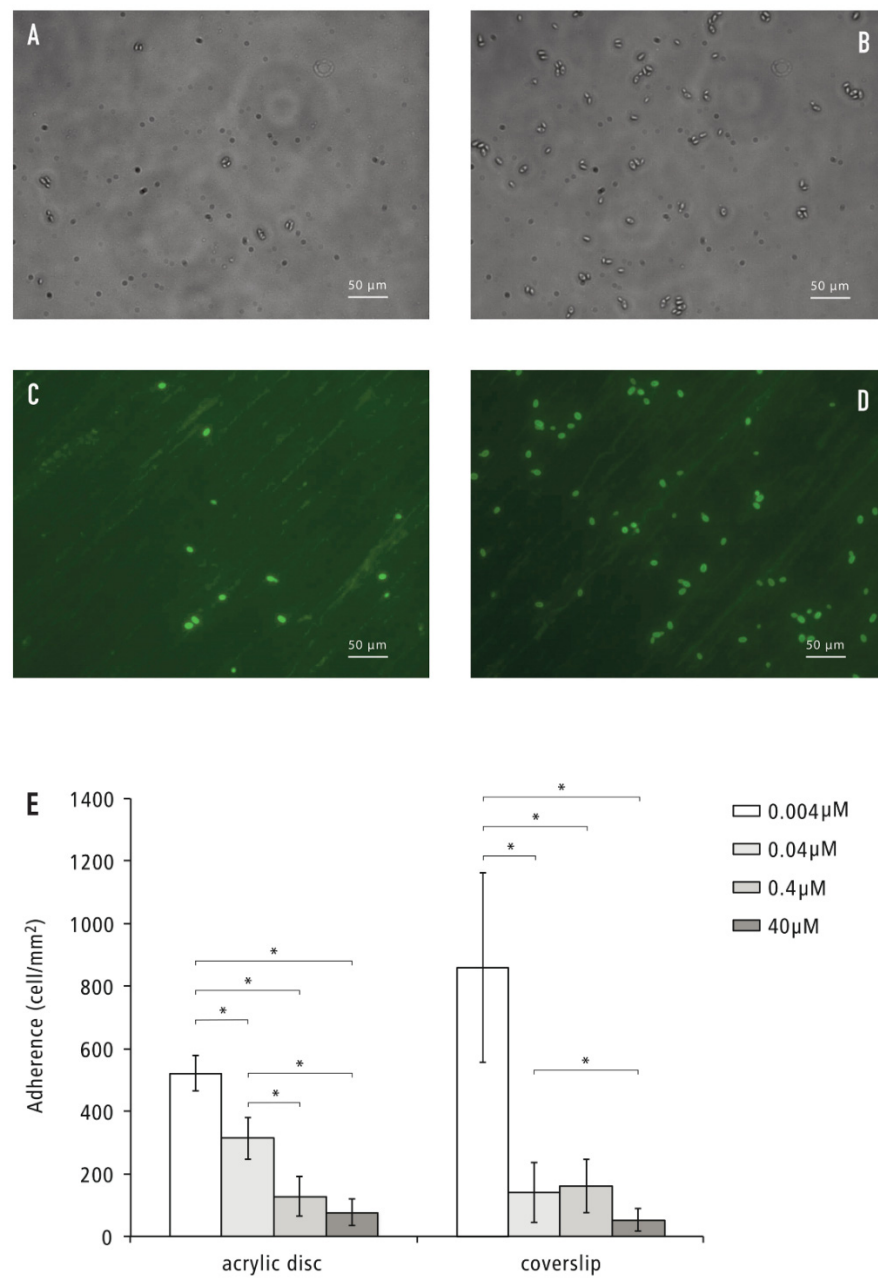 A
B
50 µm
50 µm
C
D
50 µm
50 µm
E
1400
1200
1000
800
600
400
200
0
Adherence (cell/mm²)
*
*
*
*
*
*
*
*
*
acrylic disc
coverslip
0.004µM
0.04µM
0.4µM
40µM